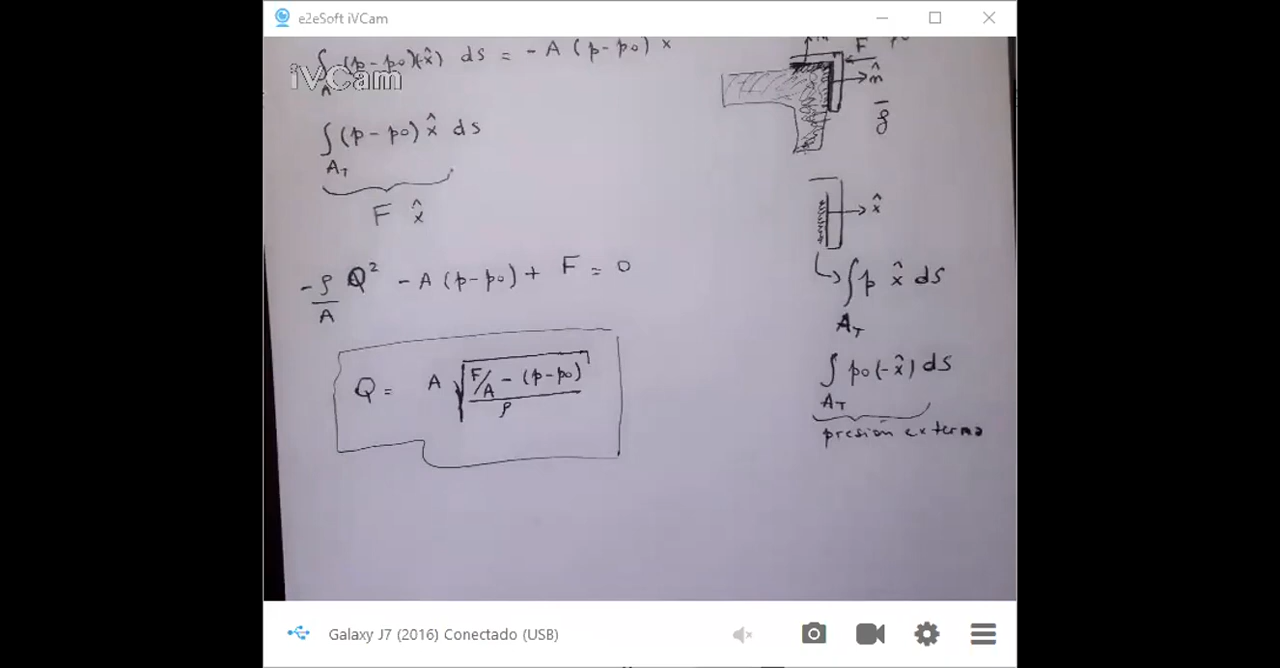 e2eSoft iVCam
iVCam
∫_A (p-p₀)(-x̂) ds = -A (p-p₀) x
∫_{A_T} (p-p₀) x̂ ds
F x̂
-ρ/A Q² - A (p-p₀) + F = 0
Q = A √((F/A - (p-p₀))/ρ)
F
n̂
x̂
∫_{A_T} p x̂ ds
∫_{A_T} p₀(-x̂) ds
presión externa
Galaxy J7 (2016) Conectado (USB)